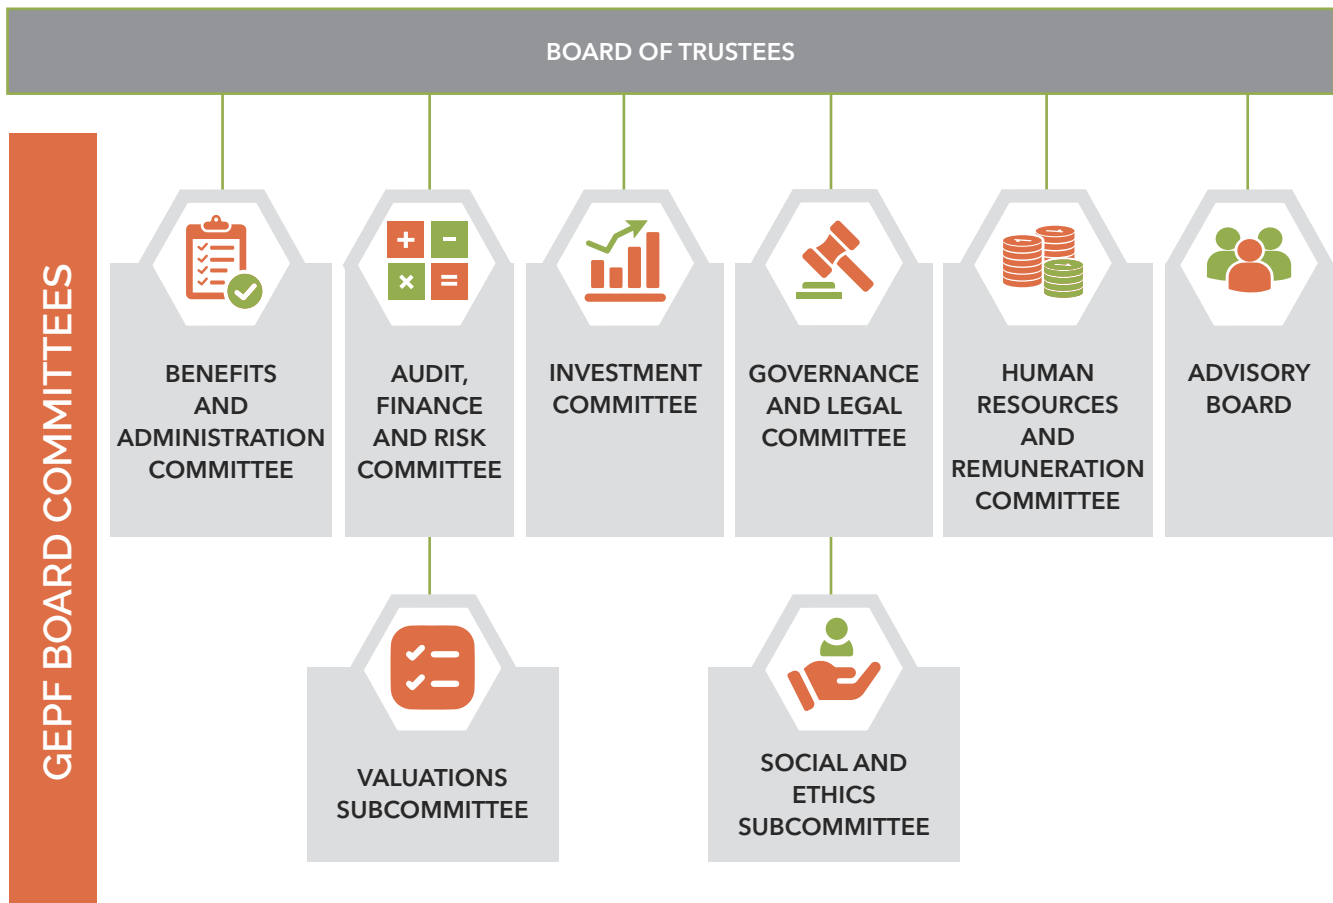 BOARD OF TRUSTEES
GEPF BOARD COMMITTEES
BENEFITS
AND
ADMINISTRATION
COMMITTEE
AUDIT,
FINANCE
AND RISK
COMMITTEE
INVESTMENT
COMMITTEE
GOVERNANCE
AND LEGAL
COMMITTEE
HUMAN
RESOURCES
AND
REMUNERATION
COMMITTEE
ADVISORY
BOARD
VALUATIONS
SUBCOMMITTEE
SOCIAL AND
ETHICS
SUBCOMMITTEE